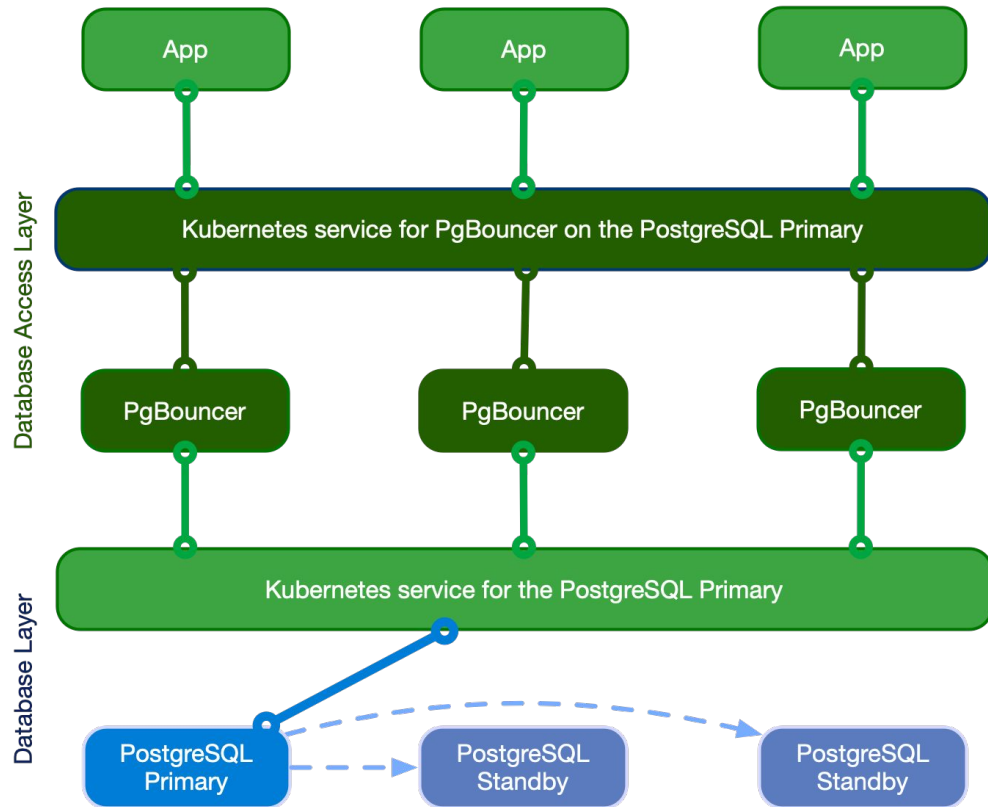 App
App
App
Database Access Layer
Kubernetes service for PgBouncer on the PostgreSQL Primary
PgBouncer
PgBouncer
PgBouncer
Database Layer
Kubernetes service for the PostgreSQL Primary
PostgreSQL
Primary
PostgreSQL
Standby
PostgreSQL
Standby